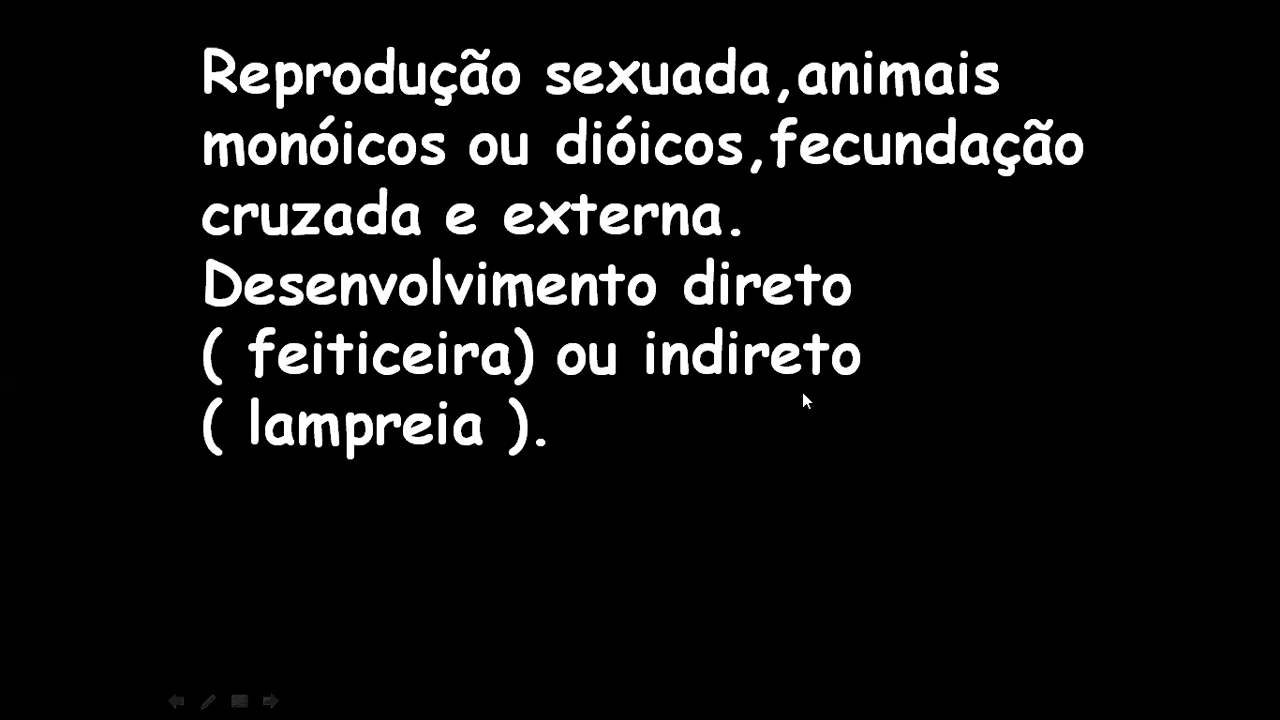 Reprodução sexuada,animais
monóicos ou dióicos,fecundação
cruzada e externa.
Desenvolvimento direto
( feiticeira) ou indireto
( lampreia ).